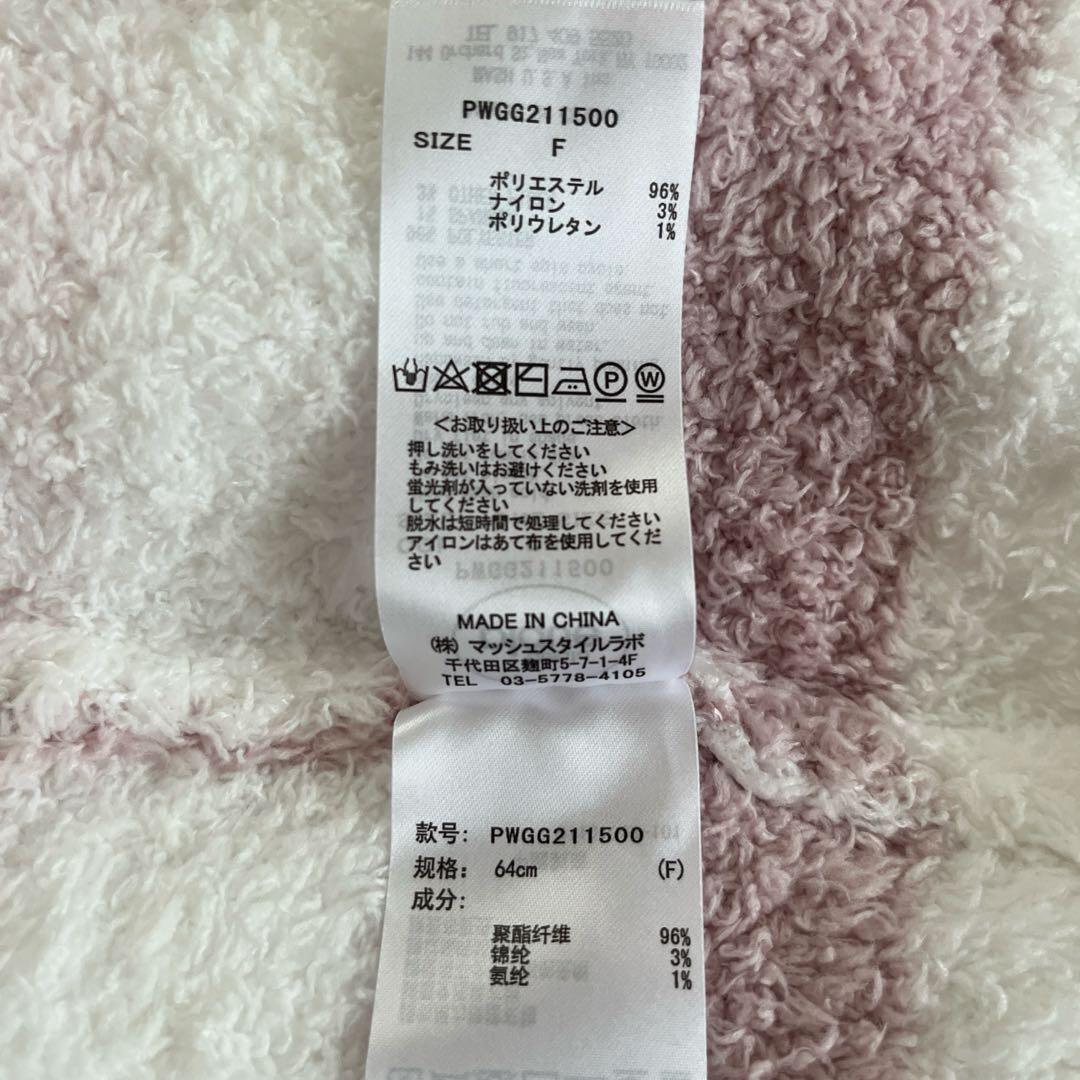 PWGG211500
SIZE F
ポリエステル 96%
ナイロン 3%
ポリウレタン 1%
P W
＜お取り扱い上のご注意＞
押し洗いをしてください
もみ洗いはお避けください
蛍光剤が入っていない洗剤を使用
してください
脱水は短時間で処理してください
アイロンはあて布を使用してくだ
さい
MADE IN CHINA
(株) マッシュスタイルラボ
千代田区麹町5-7-1-4F
TEL 03-5778-4105
款号: PWGG211500
规格: 64cm (F)
成分:
聚酯纤维 96%
锦纶 3%
氨纶 1%